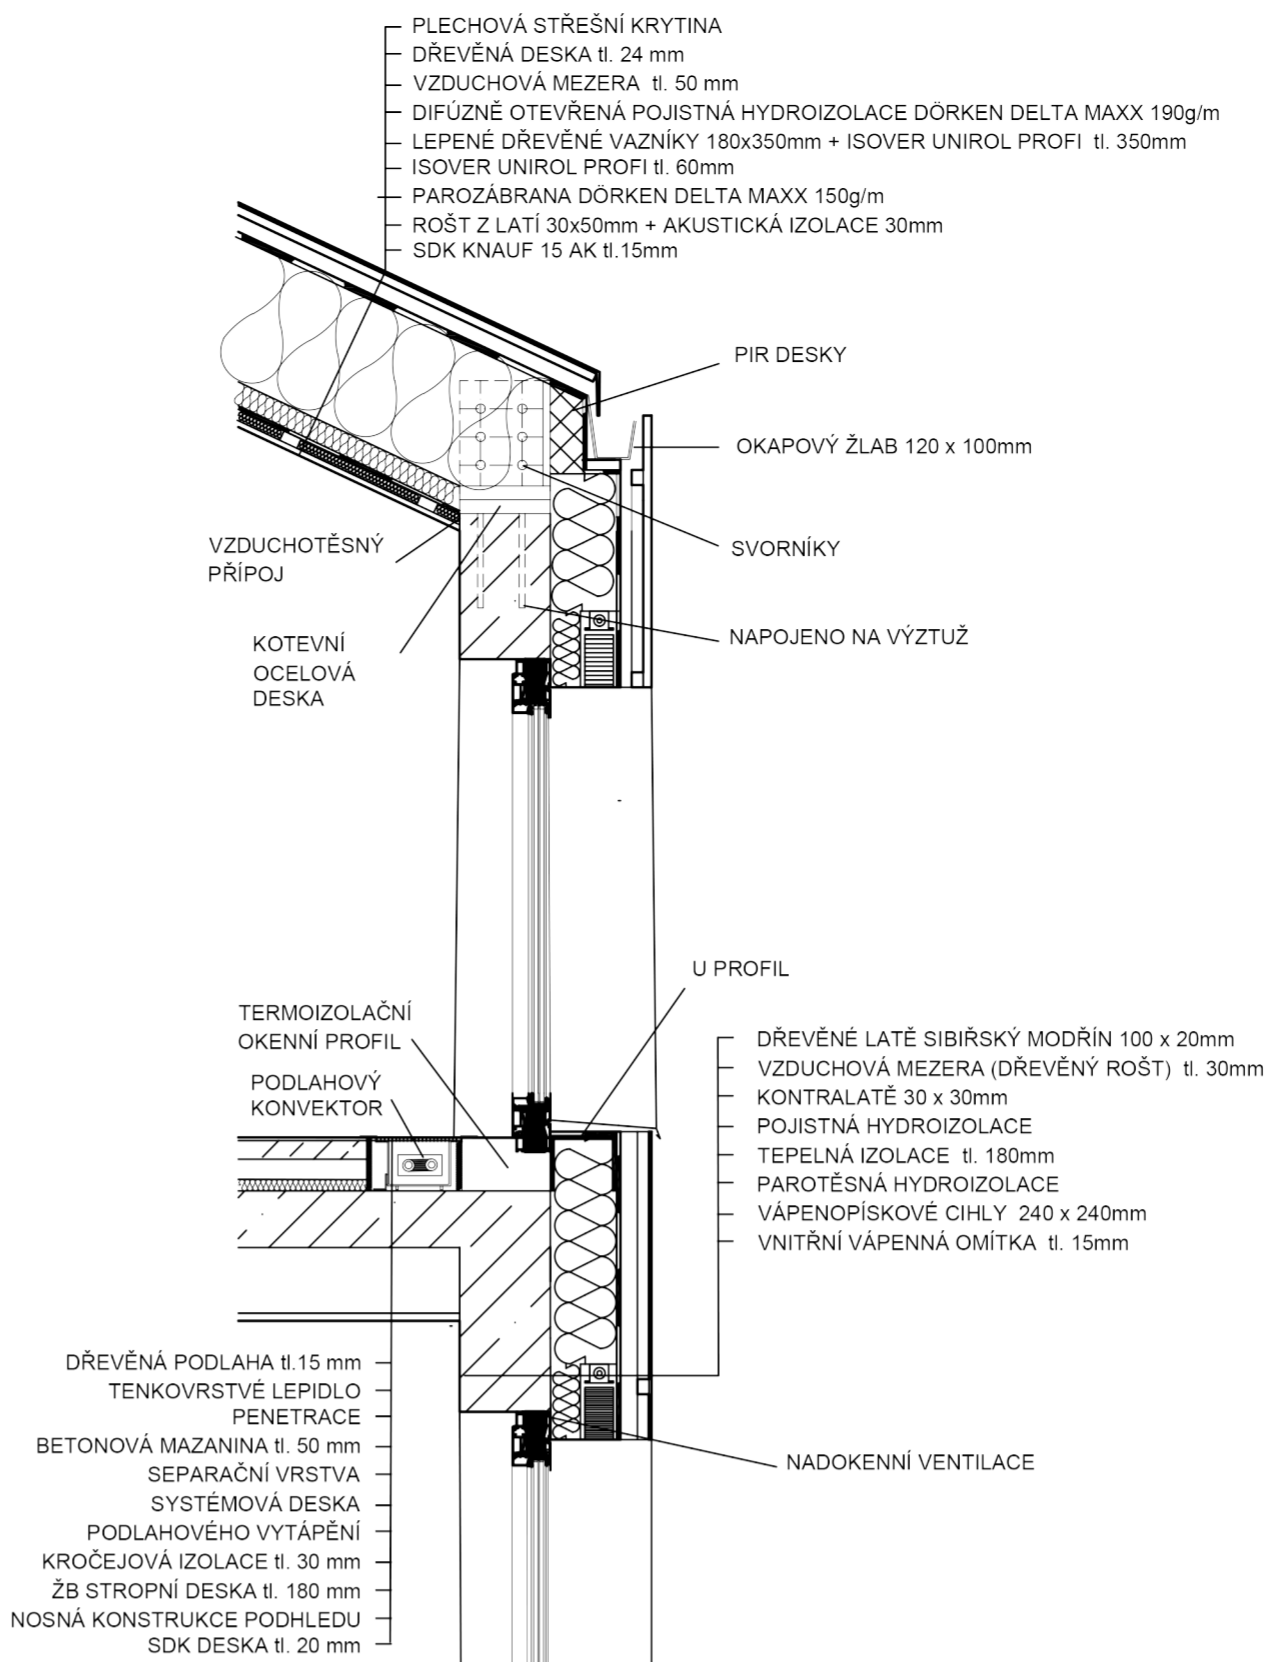 PLECHOVÁ STŘEŠNÍ KRYTINA
DŘEVĚNÁ DESKA tl. 24 mm
VZDUCHOVÁ MEZERA tl. 50 mm
DIFÚZNĚ OTEVŘENÁ POJISTNÁ HYDROIZOLACE DÖRKEN DELTA MAXX 190g/m
LEPENÉ DŘEVĚNÉ VAZNÍKY 180x350mm + ISOVER UNIROL PROFI tl. 350mm
ISOVER UNIROL PROFI tl. 60mm
PAROZÁBRANA DÖRKEN DELTA MAXX 150g/m
ROŠT Z LATÍ 30x50mm + AKUSTICKÁ IZOLACE 30mm
SDK KNAUF 15 AK tl.15mm
PIR DESKY
OKAPOVÝ ŽLAB 120 x 100mm
VZDUCHOTĚSNÝ
PŘÍPOJ
SVORNÍKY
KOTEVNÍ
OCELOVÁ
DESKA
NAPOJENO NA VÝZTUŽ
U PROFIL
TERMOIZOLAČNÍ
OKENNÍ PROFIL
PODLAHOVÝ
KONVEKTOR
DŘEVĚNÉ LATĚ SIBIŘSKÝ MODŘÍN 100 x 20mm
VZDUCHOVÁ MEZERA (DŘEVĚNÝ ROŠT) tl. 30mm
KONTRALATĚ 30 x 30mm
POJISTNÁ HYDROIZOLACE
TEPELNÁ IZOLACE tl. 180mm
PAROTĚSNÁ HYDROIZOLACE
VÁPENOPÍSKOVÉ CIHLY 240 x 240mm
VNITŘNÍ VÁPENNÁ OMÍTKA tl. 15mm
DŘEVĚNÁ PODLAHA tl.15 mm
TENKOVRSTVÉ LEPIDLO
PENETRACE
BETONOVÁ MAZANINA tl. 50 mm
SEPARAČNÍ VRSTVA
SYSTÉMOVÁ DESKA
PODLAHOVÉHO VYTÁPĚNÍ
KROČEJOVÁ IZOLACE tl. 30 mm
ŽB STROPNÍ DESKA tl. 180 mm
NOSNÁ KONSTRUKCE PODHLEDU
SDK DESKA tl. 20 mm
NADOKENNÍ VENTILACE